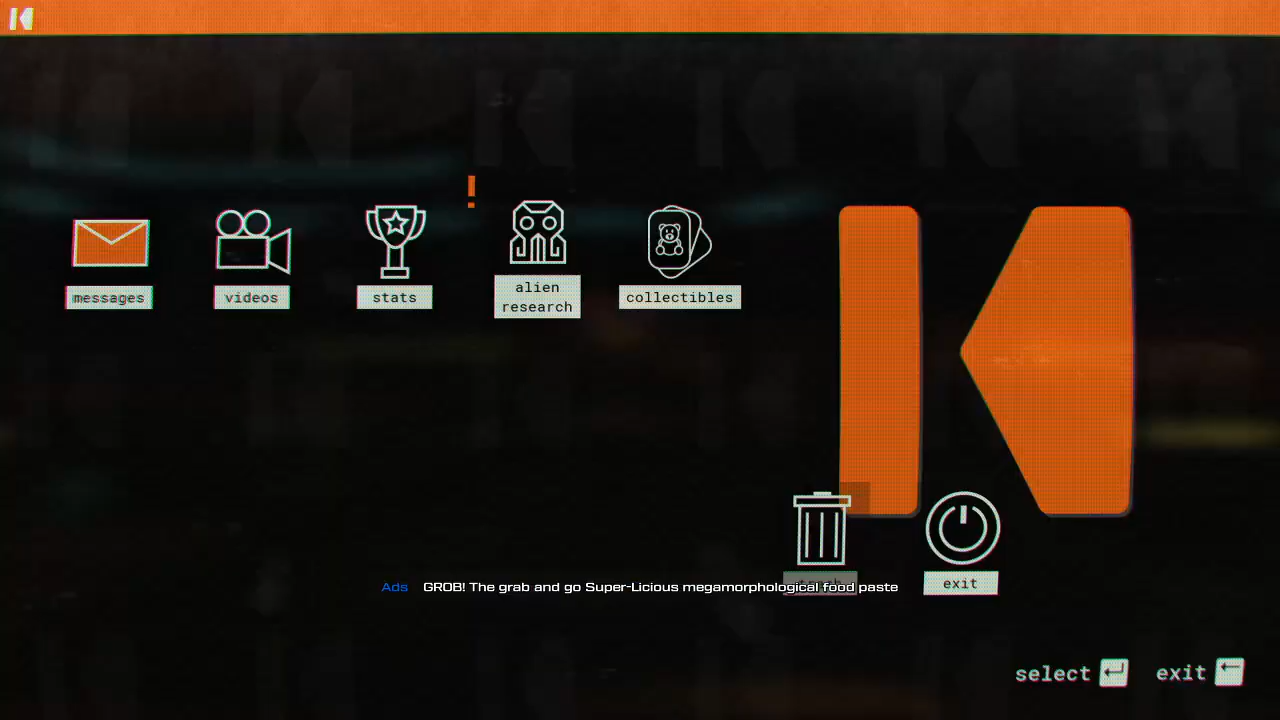 !
messages
videos
stats
alien
research
collectibles
exit
Ads GROB! The grab and go Super-Licious megamorphological food paste
select
exit